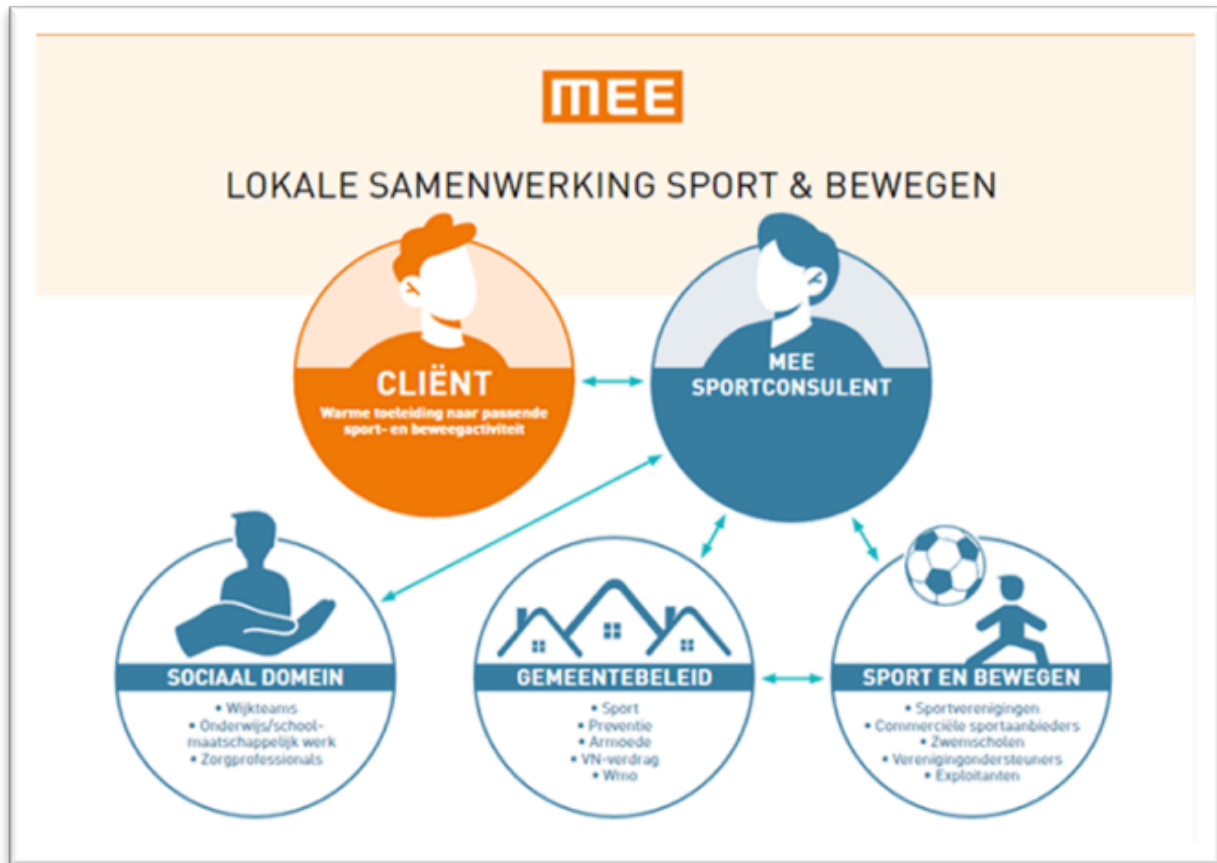 MEE
LOKALE SAMENWERKING SPORT & BEWEGEN
CLIËNT
Warme toeleiding naar passende
sport- en beweegactiviteit
MEE
SPORTCONSULENT
SOCIAAL DOMEIN
• Wijkteams
• Onderwijs/school-
maatschappelijk werk
• Zorgprofessionals
GEMEENTEBELEID
• Sport
• Preventie
• Armoede
• VN-verdrag
• Wmo
SPORT EN BEWEGEN
• Sportverenigingen
• Commerciële sportaanbieders
• Zwemscholen
• Verenigingondersteuners
• Exploitanten